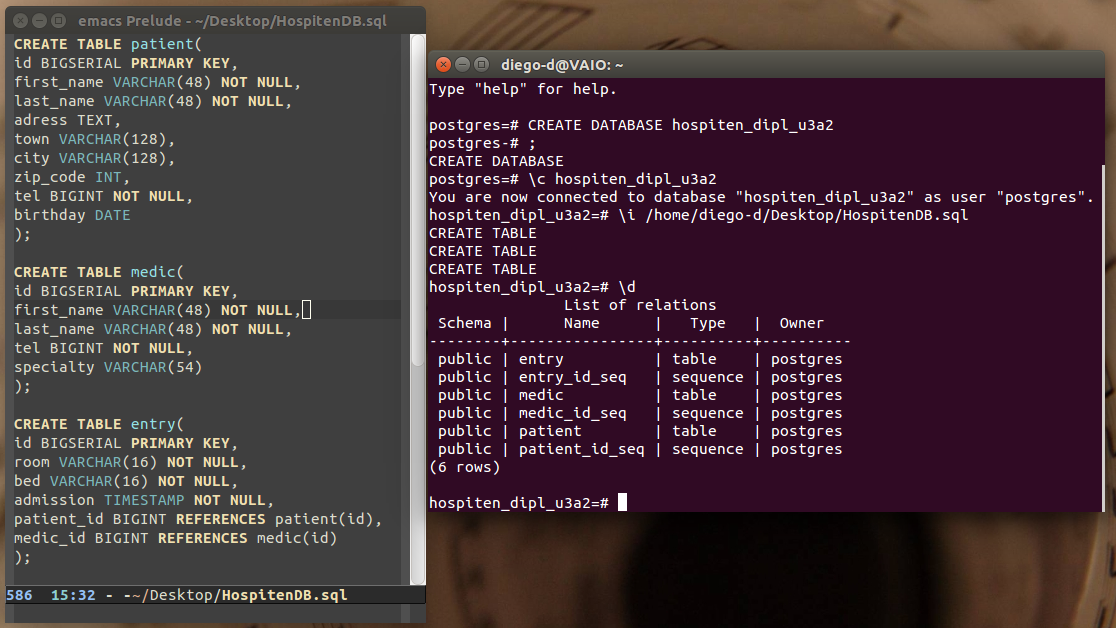 emacs Prelude - ~/Desktop/HospitenDB.sql
CREATE TABLE patient(
id BIGSERIAL PRIMARY KEY,
first_name VARCHAR(48) NOT NULL,
last_name VARCHAR(48) NOT NULL,
adress TEXT,
town VARCHAR(128),
city VARCHAR(128),
zip_code INT,
tel BIGINT NOT NULL,
birthday DATE
);
CREATE TABLE medic(
id BIGSERIAL PRIMARY KEY,
first_name VARCHAR(48) NOT NULL,
last_name VARCHAR(48) NOT NULL,
tel BIGINT NOT NULL,
specialty VARCHAR(54)
);
CREATE TABLE entry(
id BIGSERIAL PRIMARY KEY,
room VARCHAR(16) NOT NULL,
bed VARCHAR(16) NOT NULL,
admission TIMESTAMP NOT NULL,
patient_id BIGINT REFERENCES patient(id),
medic_id BIGINT REFERENCES medic(id)
);
586 15:32 - -~/Desktop/HospitenDB.sql
diego-d@VAIO: ~
Type "help" for help.
postgres=# CREATE DATABASE hospiten_dipl_u3a2
postgres-# ;
CREATE DATABASE
postgres=# \c hospiten_dipl_u3a2
You are now connected to database "hospiten_dipl_u3a2" as user "postgres".
hospiten_dipl_u3a2=# \i /home/diego-d/Desktop/HospitenDB.sql
CREATE TABLE
CREATE TABLE
CREATE TABLE
hospiten_dipl_u3a2=# \d
List of relations
Schema | Name | Type | Owner
--------+----------------+----------+----------
public | entry | table | postgres
public | entry_id_seq | sequence | postgres
public | medic | table | postgres
public | medic_id_seq | sequence | postgres
public | patient | table | postgres
public | patient_id_seq | sequence | postgres
(6 rows)
hospiten_dipl_u3a2=#